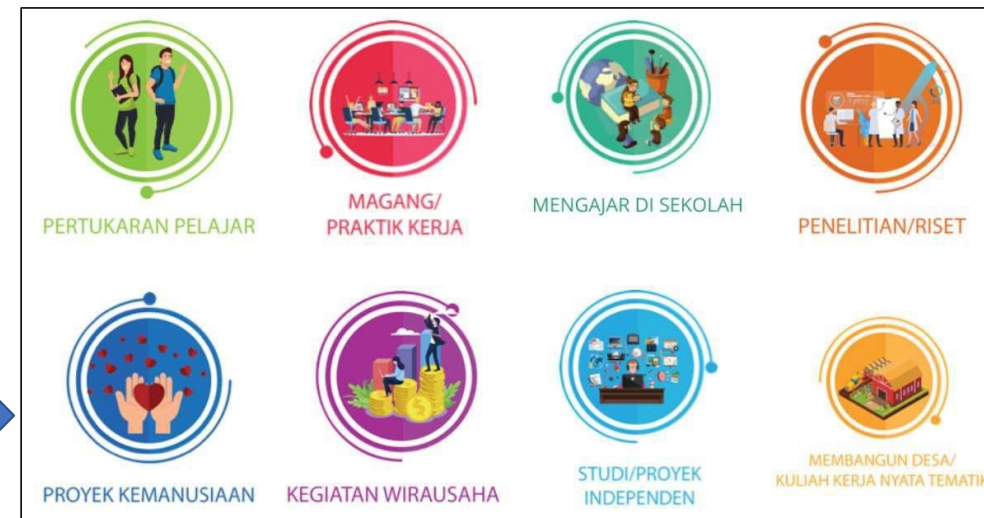 PERTUKARAN PELAJAR
MAGANG/
PRAKTIK KERJA
MENGAJAR DI SEKOLAH
PENELITIAN/RISET
PROYEK KEMANUSIAAN
KEGIATAN WIRAUSAHA
STUDI/PROYEK
INDEPENDEN
MEMBANGUN DESA/
KULIAH KERJA NYATA TEMATIK